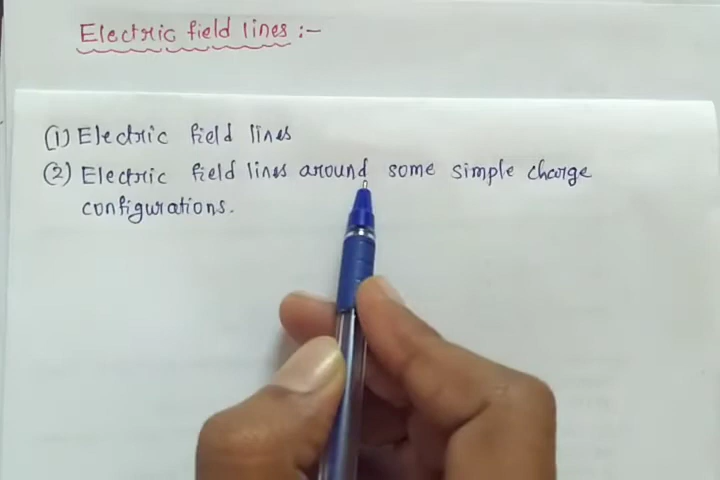 Electric field lines :-
(1) Electric field lines
(2) Electric field lines around some simple charge
configurations.